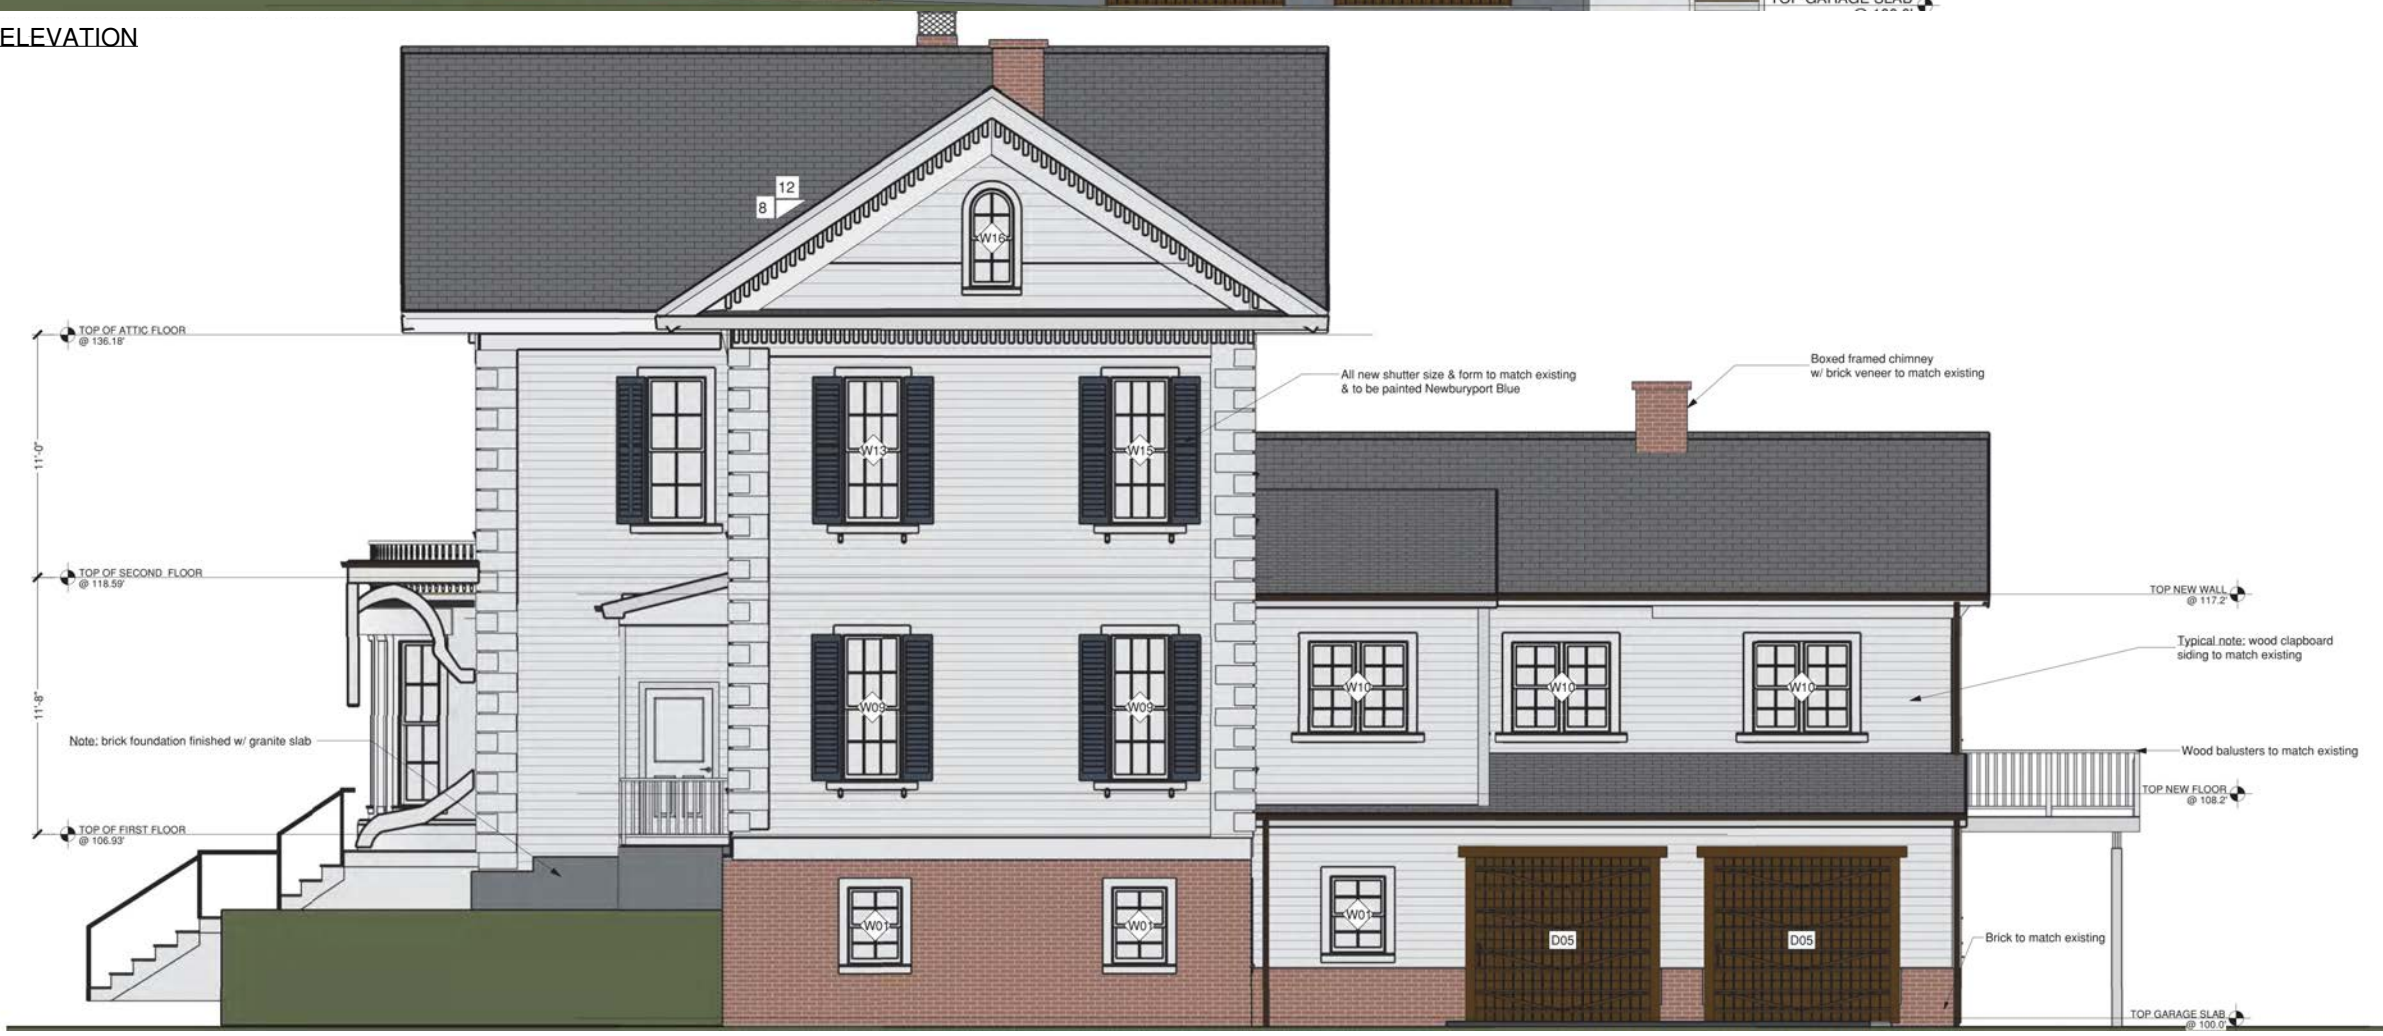 TOP GARAGE SLAB
@ 100.0'
ELEVATION
12
8
W16
TOP OF ATTIC FLOOR
@ 136.18'
All new shutter size & form to match existing
& to be painted Newburyport Blue
Boxed framed chimney
w/ brick veneer to match existing
11'-0"
W13
W15
TOP OF SECOND FLOOR
@ 118.59'
TOP NEW WALL
@ 117.2'
Typical note: wood clapboard
siding to match existing
W10
W10
W10
11'-8"
W09
W09
Note: brick foundation finished w/ granite slab
Wood balusters to match existing
TOP NEW FLOOR
@ 108.2'
TOP OF FIRST FLOOR
@ 106.93'
W01
W01
W01
D05
D05
Brick to match existing
TOP GARAGE SLAB
@ 100.0'